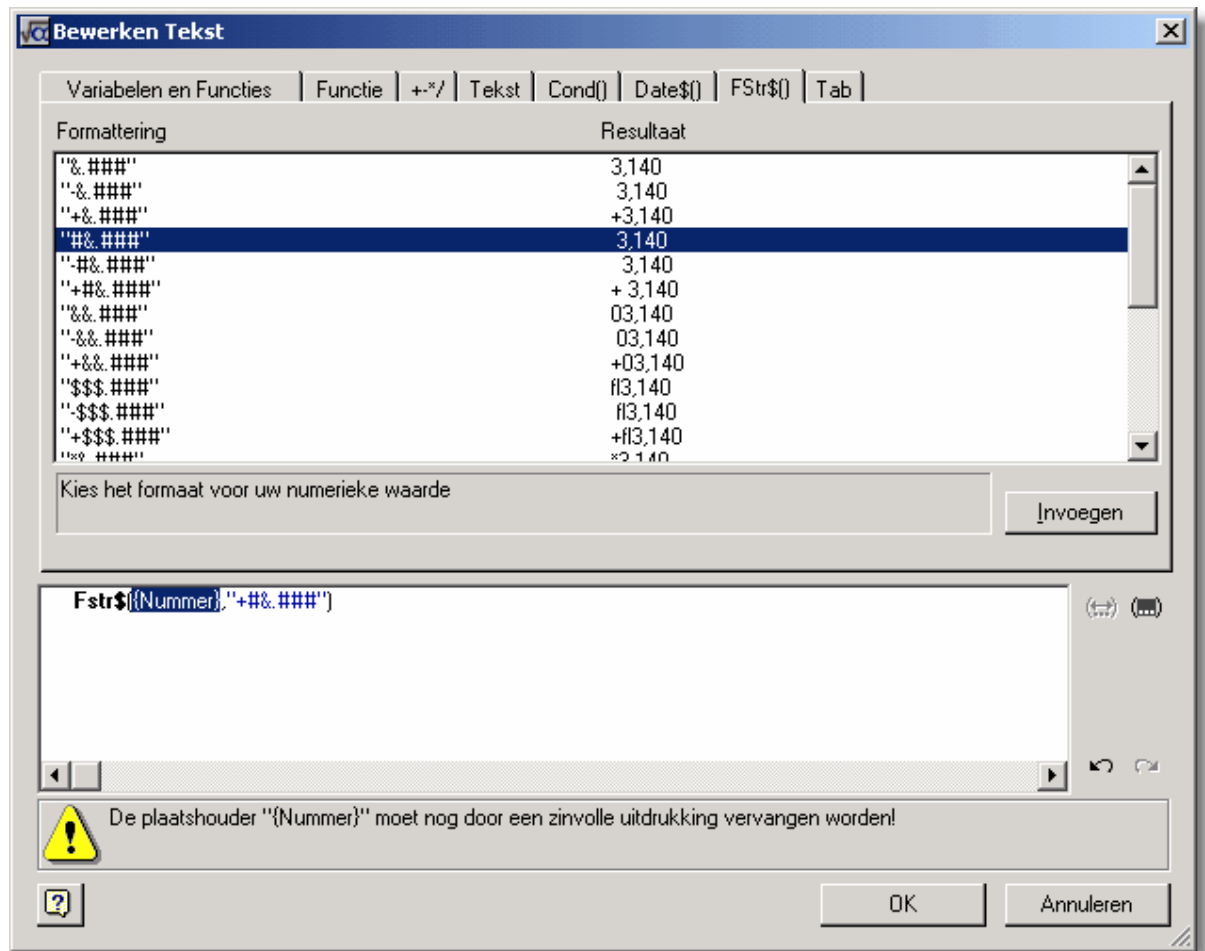 Bewerken Tekst
Variabelen en Functies Functie +-*/ Tekst Cond() Date$() FStr$() Tab
Formattering Resultaat
"&.###" 3,140
"-&.###" 3,140
"+&.###" +3,140
"#&.###" 3,140
"-#&.###" 3,140
"+#&.###" + 3,140
"&&.###" 03,140
"-&&.###" 03,140
"+&&.###" +03,140
"$$$.###" fl3,140
"-$$$.###" fl3,140
"+$$$.###" +fl3,140
"*&.###" *3,140
Kies het formaat voor uw numerieke waarde
Invoegen
Fstr$({Nummer},"+#&.###")
De plaatshouder "{Nummer}" moet nog door een zinvolle uitdrukking vervangen worden!
OK Annuleren